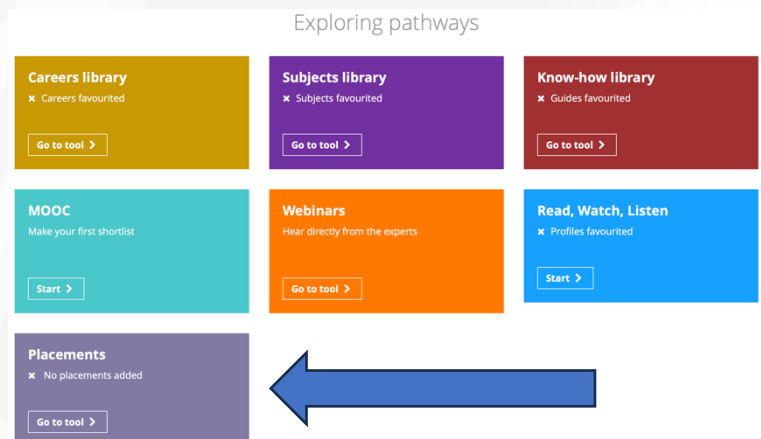 Exploring pathways
Careers library
✖ Careers favourited
Go to tool >
Subjects library
✖ Subjects favourited
Go to tool >
Know-how library
✖ Guides favourited
Go to tool >
MOOC
Make your first shortlist
Start >
Webinars
Hear directly from the experts
Go to tool >
Read, Watch, Listen
✖ Profiles favourited
Start >
Placements
✖ No placements added
Go to tool >